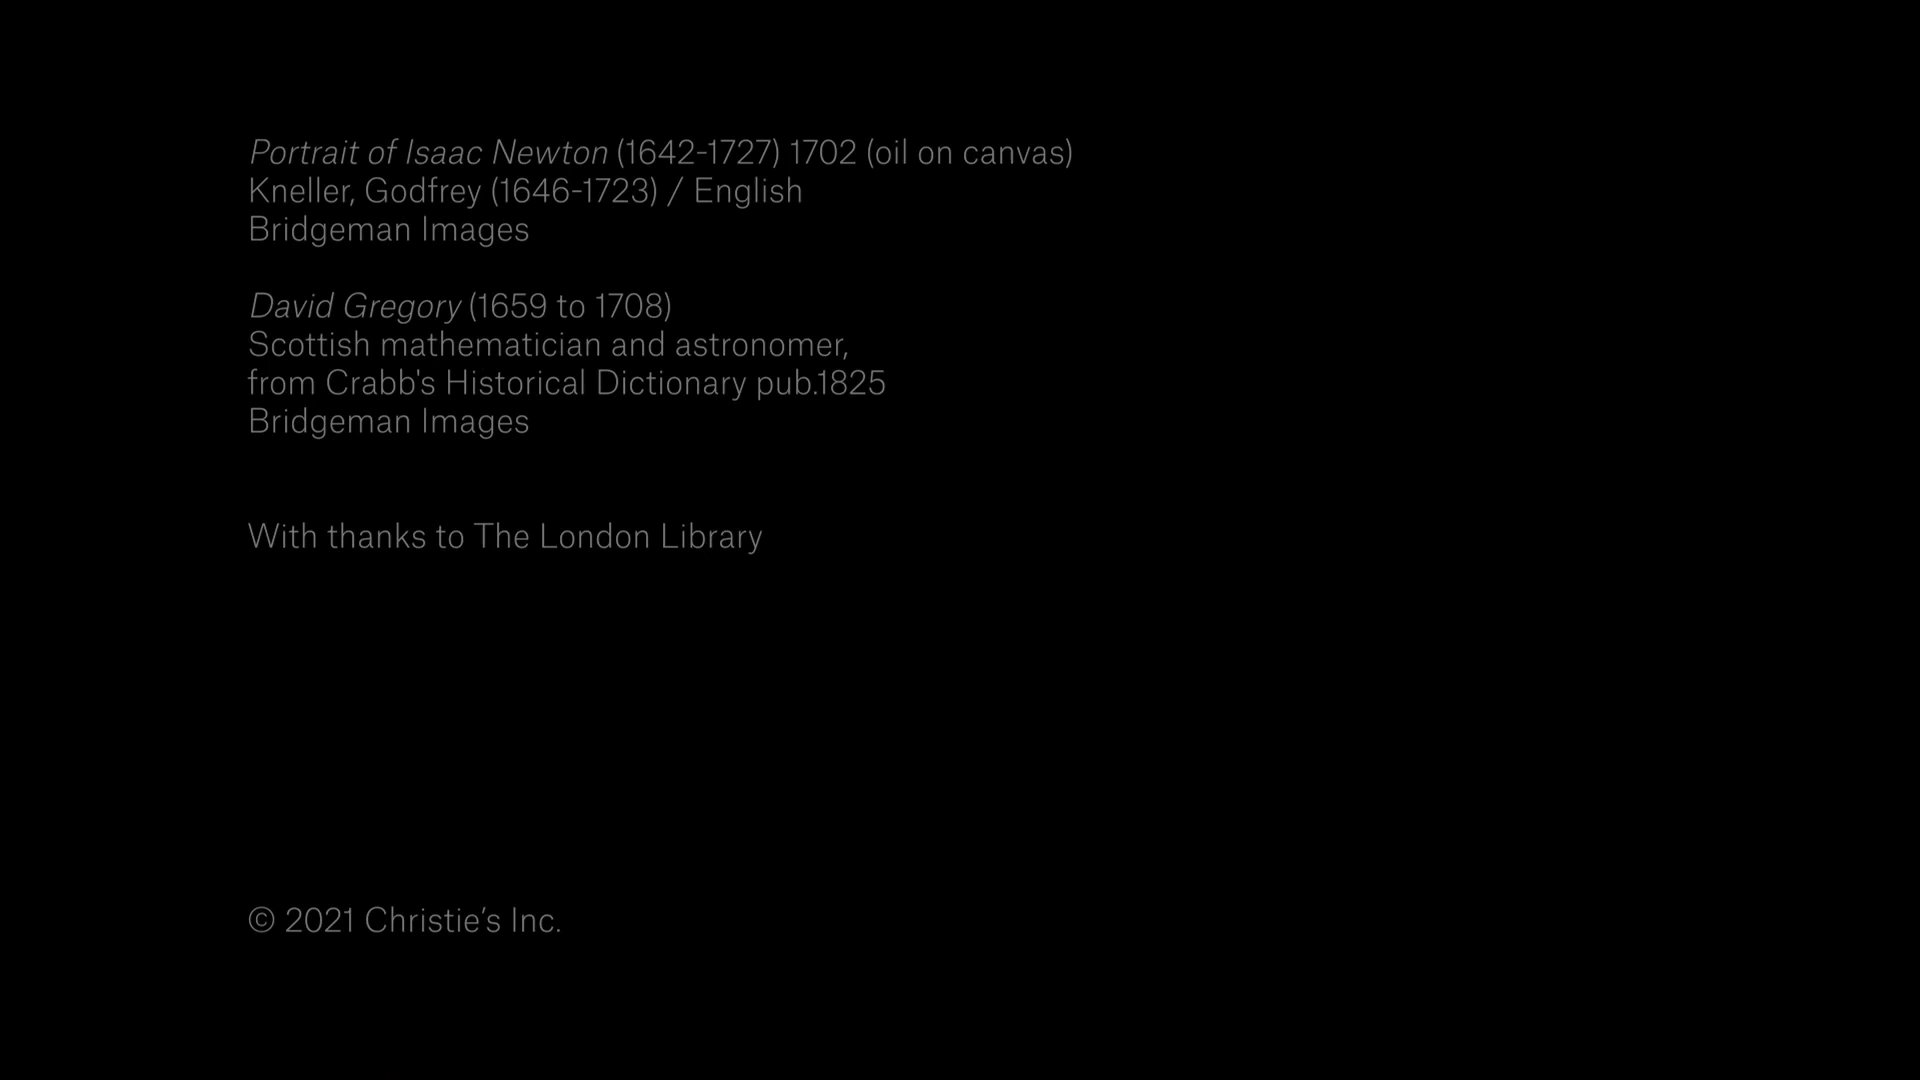 Portrait of Isaac Newton (1642-1727) 1702 (oil on canvas)
Kneller, Godfrey (1646-1723) / English
Bridgeman Images
David Gregory (1659 to 1708)
Scottish mathematician and astronomer,
from Crabb's Historical Dictionary pub.1825
Bridgeman Images
With thanks to The London Library
© 2021 Christie’s Inc.